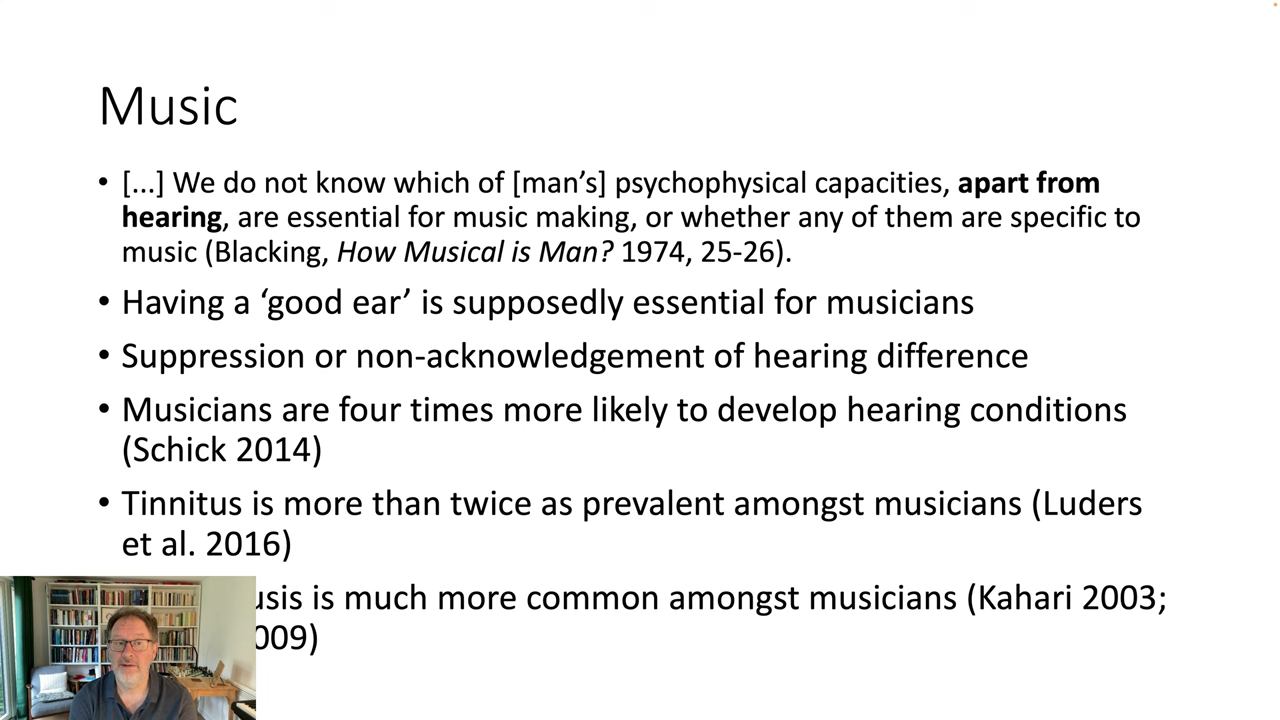 Music
• [...] We do not know which of [man’s] psychophysical capacities, apart from
hearing, are essential for music making, or whether any of them are specific to
music (Blacking, How Musical is Man? 1974, 25-26).
• Having a ‘good ear’ is supposedly essential for musicians
• Suppression or non-acknowledgement of hearing difference
• Musicians are four times more likely to develop hearing conditions
(Schick 2014)
• Tinnitus is more than twice as prevalent amongst musicians (Luders
et al. 2016)
usis is much more common amongst musicians (Kahari 2003;
009)